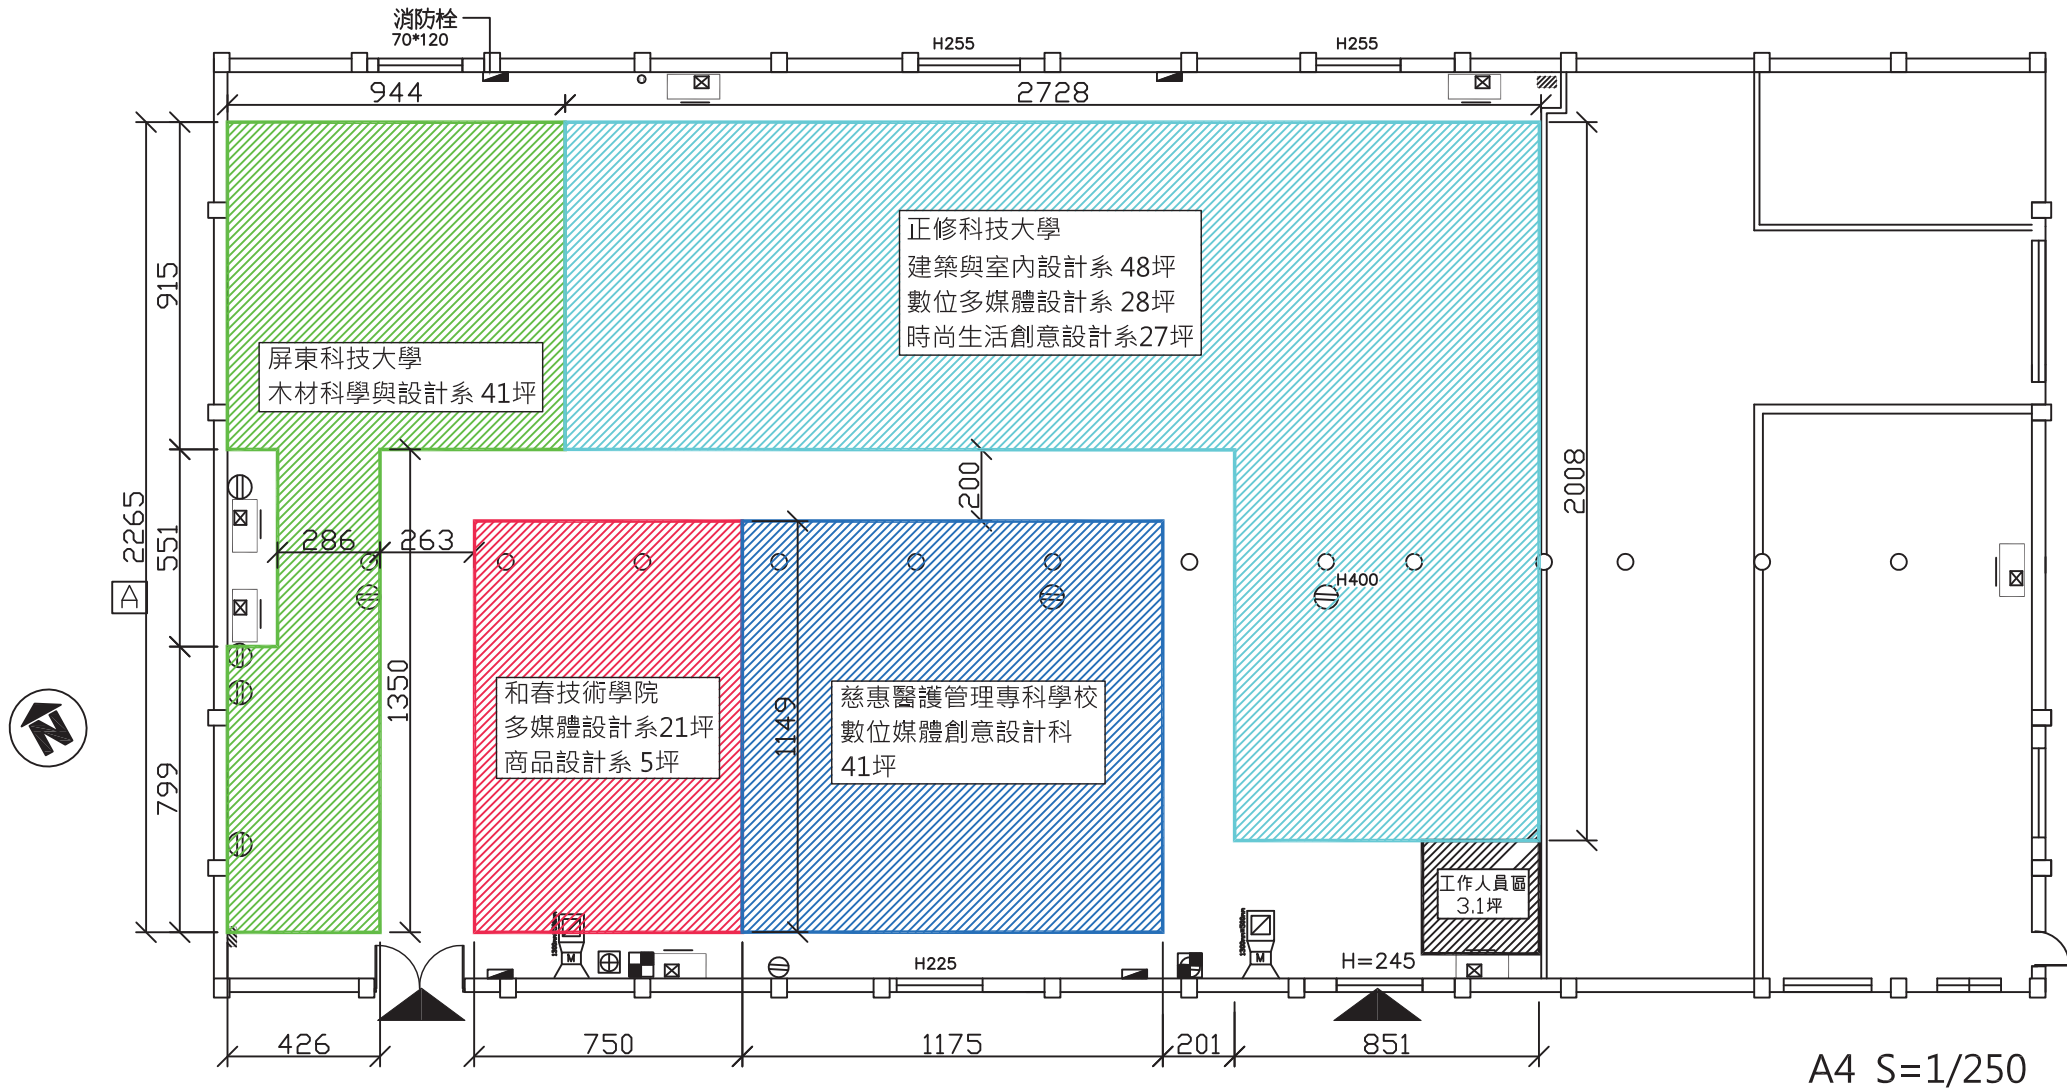 消防栓
70*120
H255
H255
944
2728
正修科技大學
建築與室內設計系 48坪
數位多媒體設計系 28坪
時尚生活創意設計系27坪
屏東科技大學
木材科學與設計系 41坪
915
2265
551
799
286
263
200
2008
H400
A
1350
1149
和春技術學院
多媒體設計系21坪
商品設計系 5坪
慈惠醫護管理專科學校
數位媒體創意設計科
41坪
工作人員區
3.1坪
N
M
M
H225
H=245
426
750
1175
201
851
A4 S=1/250